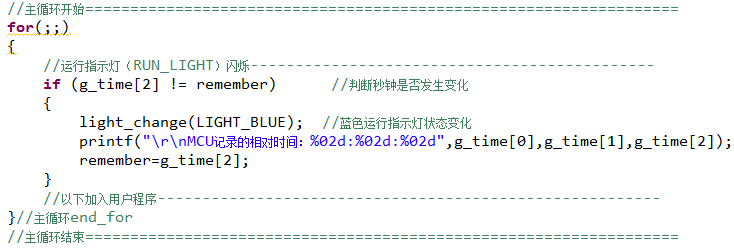 //主循环开始==================================================================
for(;;)
{
    //运行指示灯（RUN_LIGHT）闪烁---------------------------------------------
    if (g_time[2] != remember)      //判断秒钟是否发生变化
    {
        light_change(LIGHT_BLUE);  //蓝色运行指示灯状态变化
        printf("\r\nMCU记录的相对时间：%02d:%02d:%02d",g_time[0],g_time[1],g_time[2]);
        remember=g_time[2];
    }
    //以下加入用户程序--------------------------------------------------------
}//主循环end_for
//主循环结束==================================================================